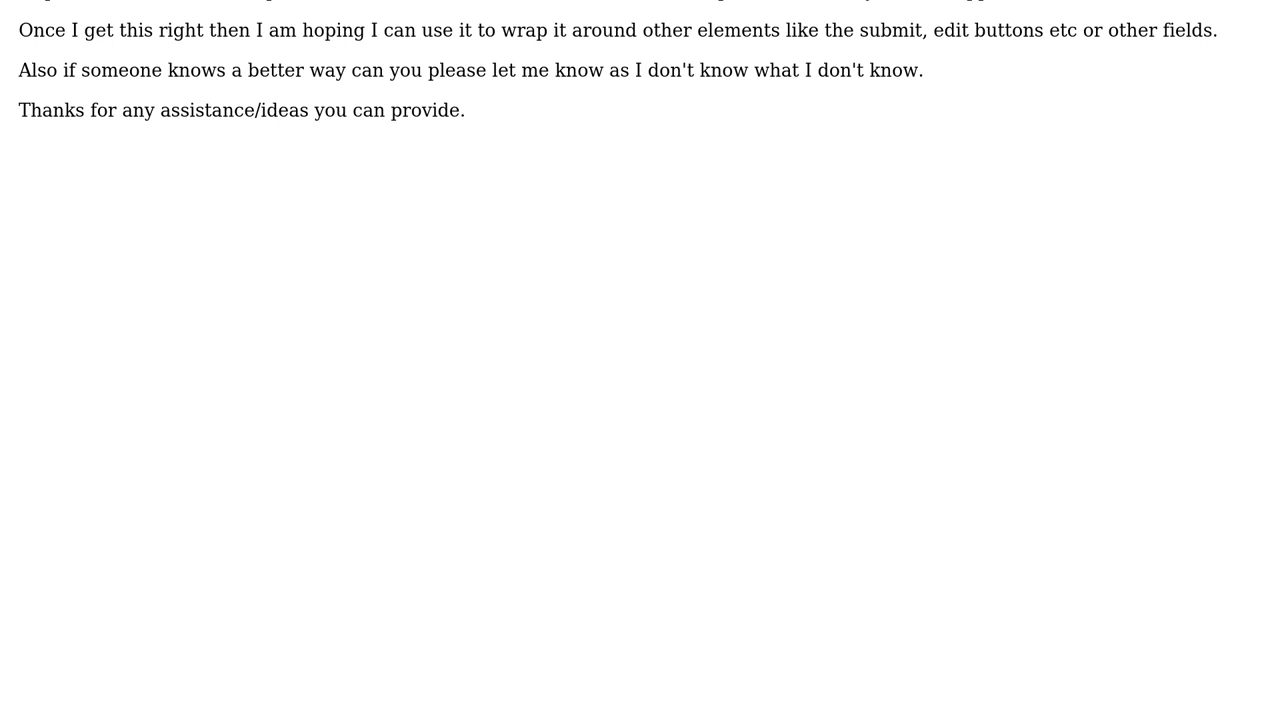 Once I get this right then I am hoping I can use it to wrap it around other elements like the submit, edit buttons etc or other fields.
Also if someone knows a better way can you please let me know as I don't know what I don't know.
Thanks for any assistance/ideas you can provide.